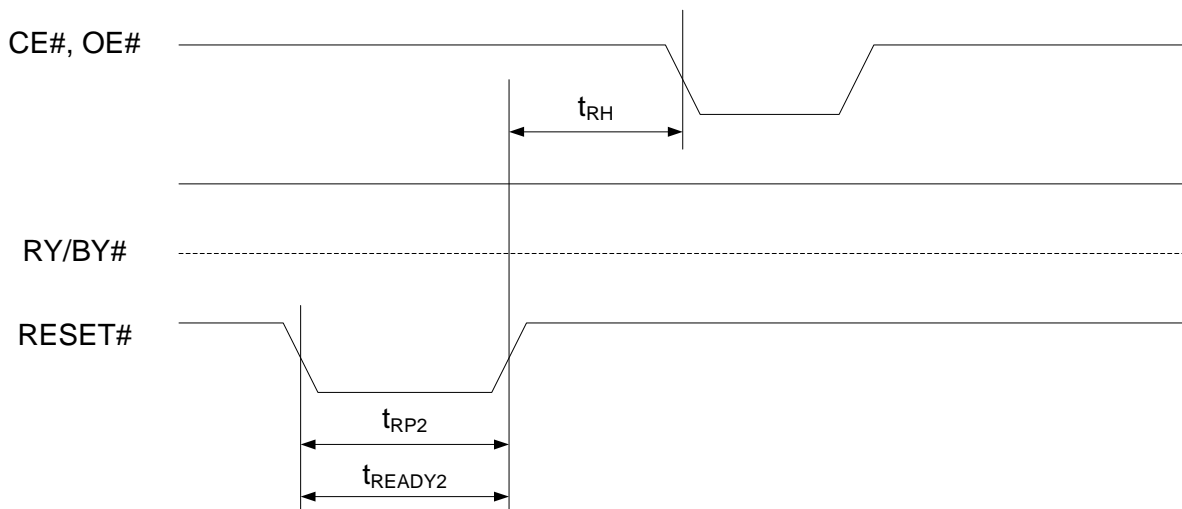 CE#, OE#
tRH
RY/BY#
RESET#
tRP2
tREADY2